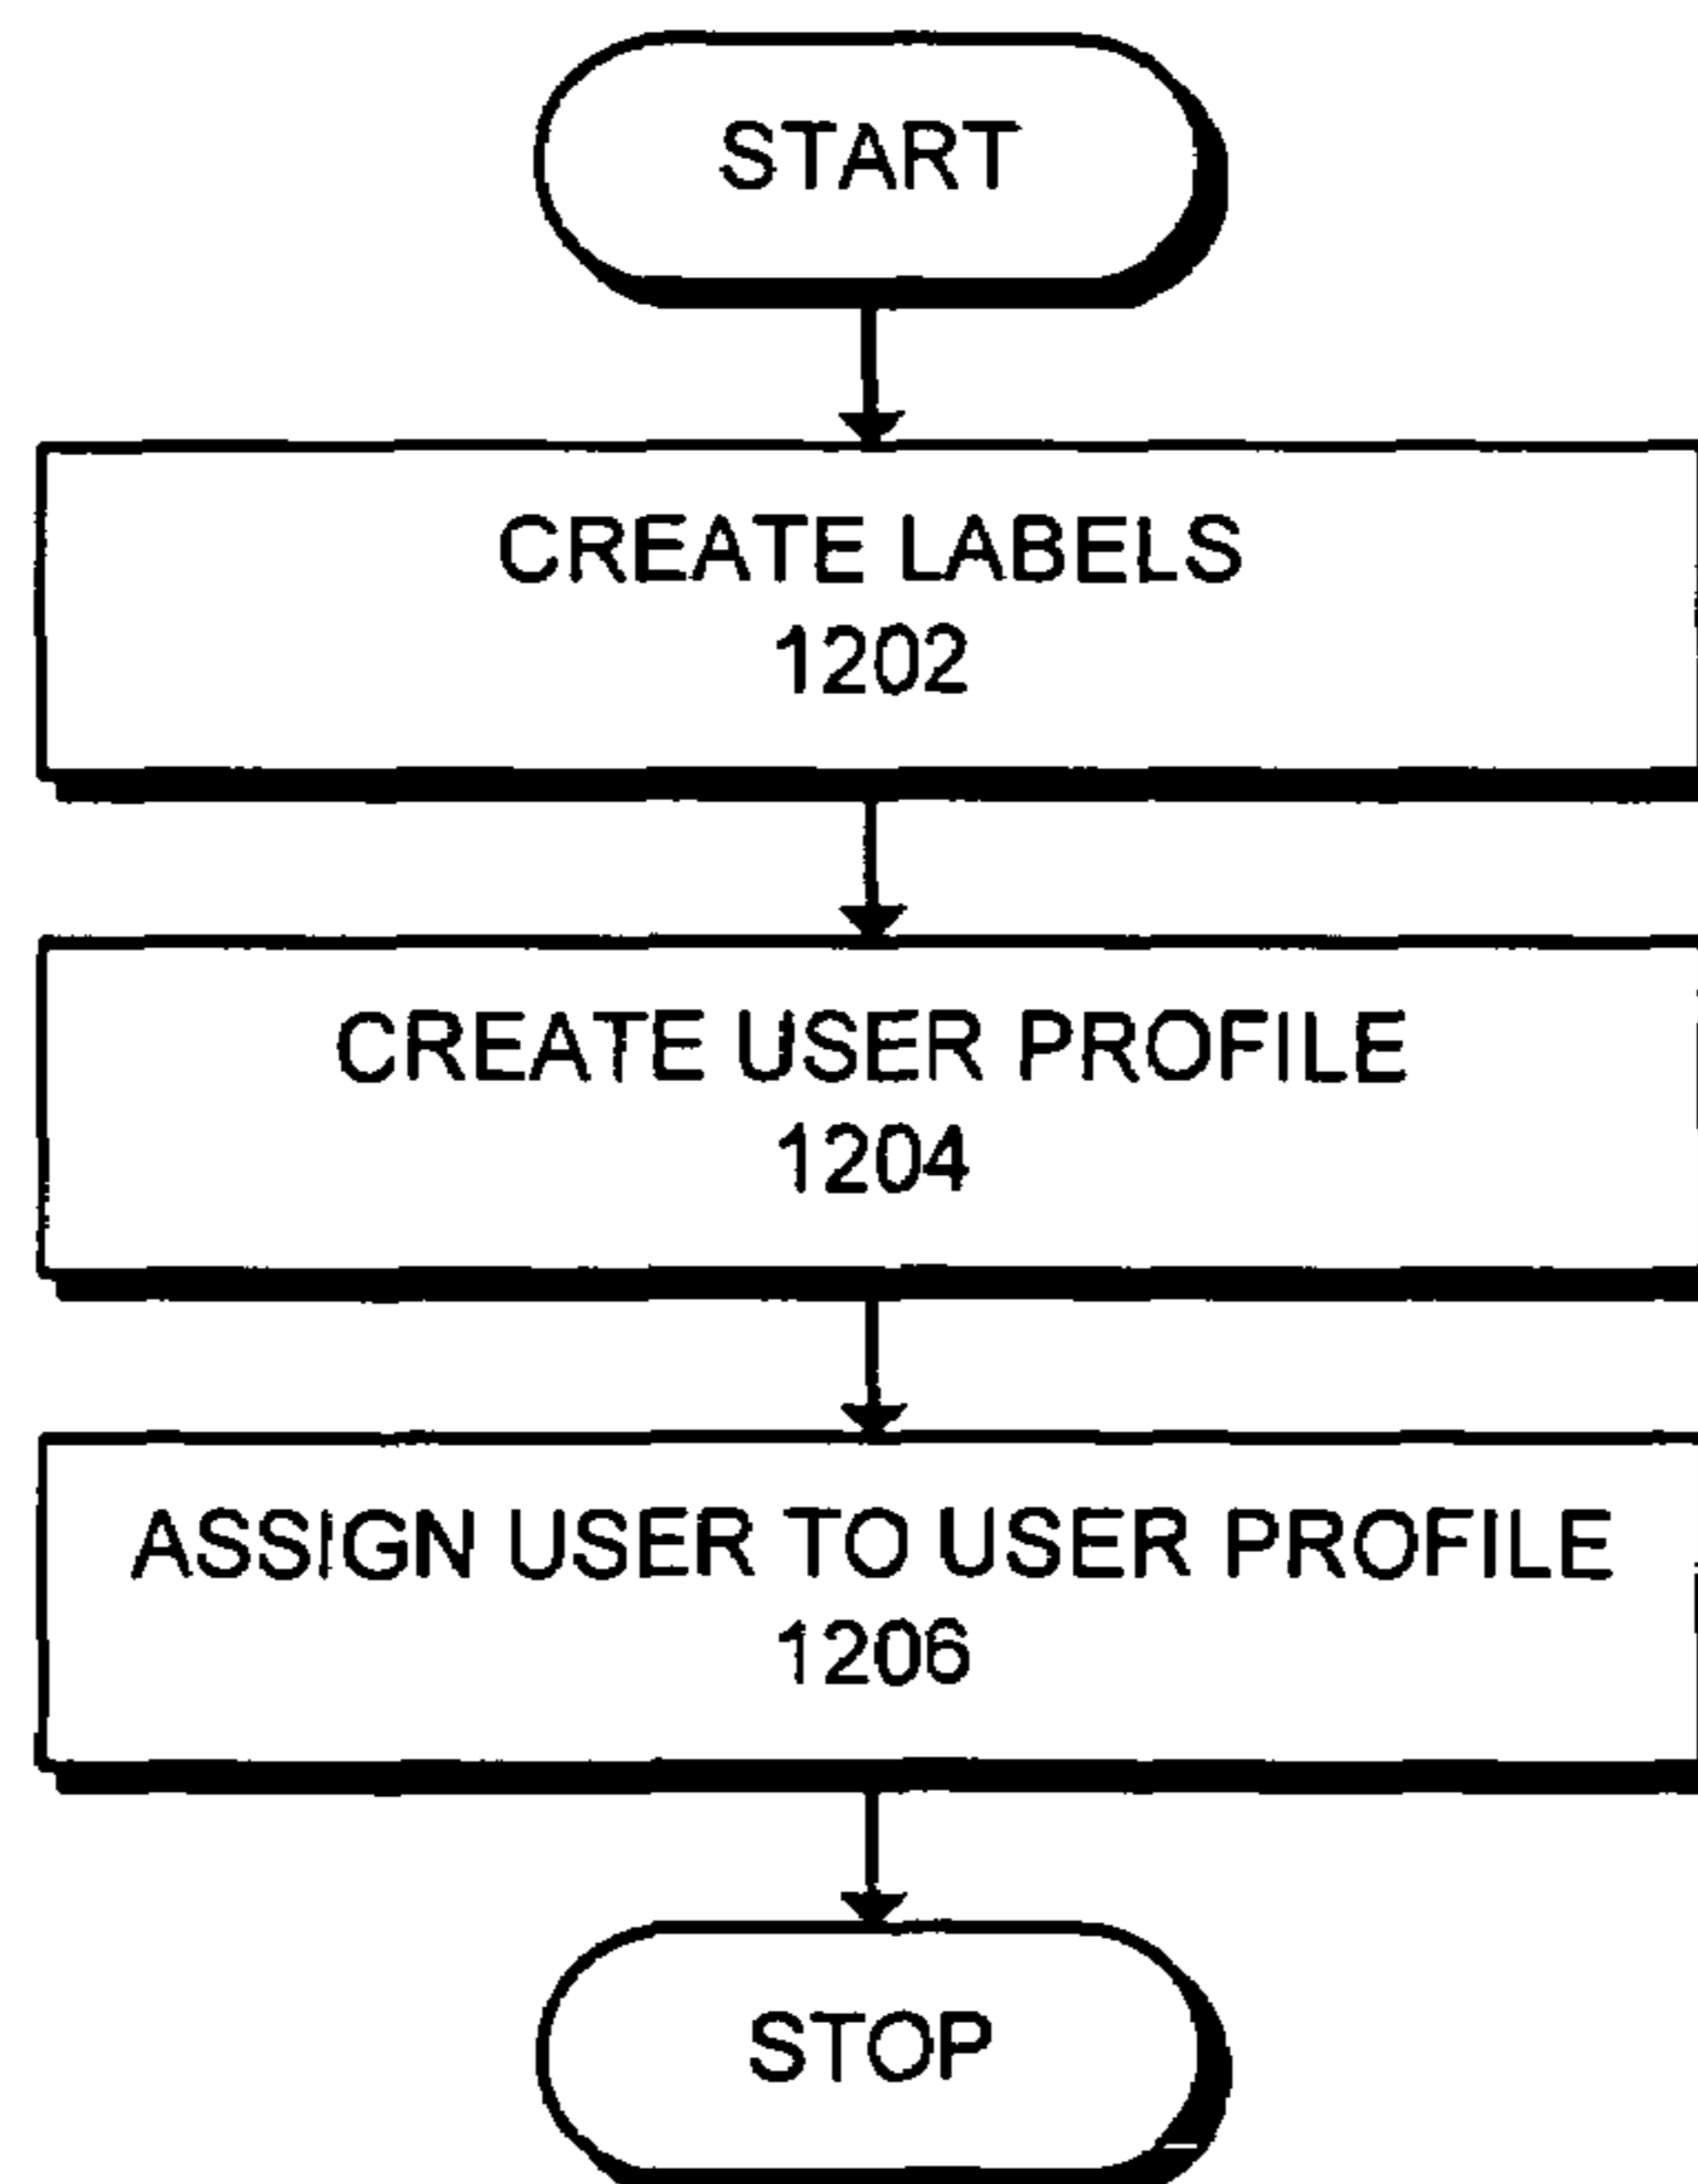 START
CREATE LABELS
1202
CREATE USER PROFILE
1204
ASSIGN USER TO USER PROFILE
1206
STOP